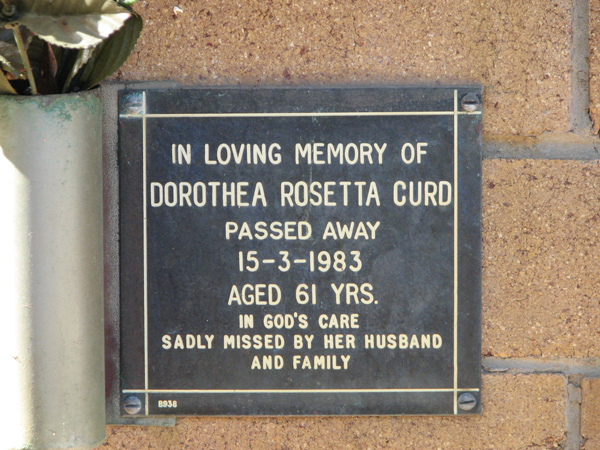 IN LOVING MEMORY OF
DOROTHEA ROSETTA CURD
PASSED AWAY
15-3-1983
AGED 61 YRS.
IN GOD'S CARE
SADLY MISSED BY HER HUSBAND
AND FAMILY
B938